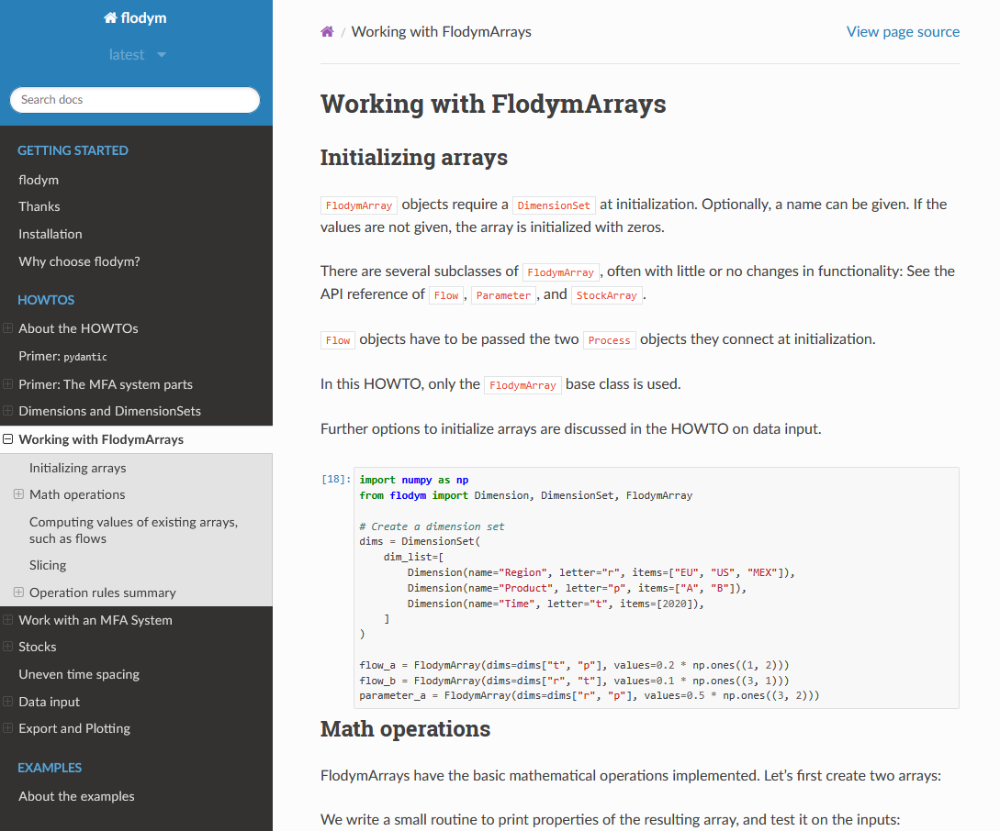 flodym
latest
Search docs
GETTING STARTED
flodym
Thanks
Installation
Why choose flodym?
HOWTOS
About the HOWTOs
Primer: pydantic
Primer: The MFA system parts
Dimensions and DimensionSets
Working with FlodymArrays
Initializing arrays
Math operations
Computing values of existing arrays,
such as flows
Slicing
Operation rules summary
Work with an MFA System
Stocks
Uneven time spacing
Data input
Export and Plotting
EXAMPLES
About the examples
/ Working with FlodymArrays
View page source
Working with FlodymArrays
Initializing arrays
FlodymArray objects require a DimensionSet at initialization. Optionally, a name can be given. If the
values are not given, the array is initialized with zeros.
There are several subclasses of FlodymArray, often with little or no changes in functionality: See the
API reference of Flow, Parameter, and StockArray.
Flow objects have to be passed the two Process objects they connect at initialization.
In this HOWTO, only the FlodymArray base class is used.
Further options to initialize arrays are discussed in the HOWTO on data input.
[18]:
import numpy as np
from flodym import Dimension, DimensionSet, FlodymArray
# Create a dimension set
dims = DimensionSet(
    dim_list=[
        Dimension(name="Region", letter="r", items=["EU", "US", "MEX"]),
        Dimension(name="Product", letter="p", items=["A", "B"]),
        Dimension(name="Time", letter="t", items=[2020]),
    ]
)
flow_a = FlodymArray(dims=dims["t", "p"], values=0.2 * np.ones((1, 2)))
flow_b = FlodymArray(dims=dims["r", "t"], values=0.1 * np.ones((3, 1)))
parameter_a = FlodymArray(dims=dims["r", "p"], values=0.5 * np.ones((3, 2)))
Math operations
FlodymArrays have the basic mathematical operations implemented. Let's first create two arrays:
We write a small routine to print properties of the resulting array, and test it on the inputs: